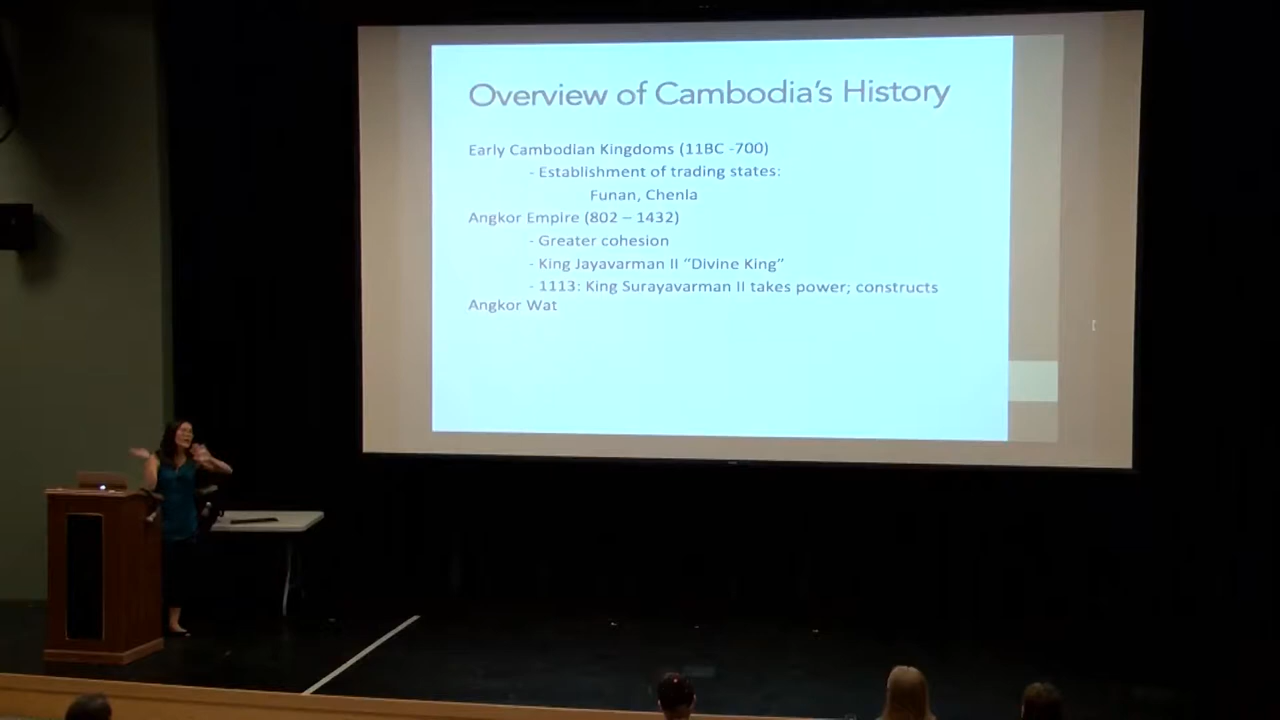 Overview of Cambodia's History
Early Cambodian Kingdoms (11BC -700)
- Establishment of trading states:
Funan, Chenla
Angkor Empire (802 – 1432)
- Greater cohesion
- King Jayavarman II “Divine King”
- 1113: King Surayavarman II takes power; constructs
Angkor Wat